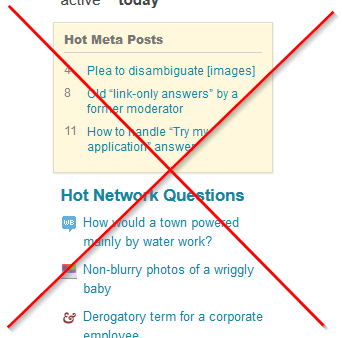 active today
Hot Meta Posts
4 Plea to disambiguate [images]
8 Old “link-only answers” by a
former moderator
11 How to handle “Try my
application” answers
Hot Network Questions
WB How would a town powered
mainly by water work?
Non-blurry photos of a wriggly
baby
& Derogatory term for a corporate
employee